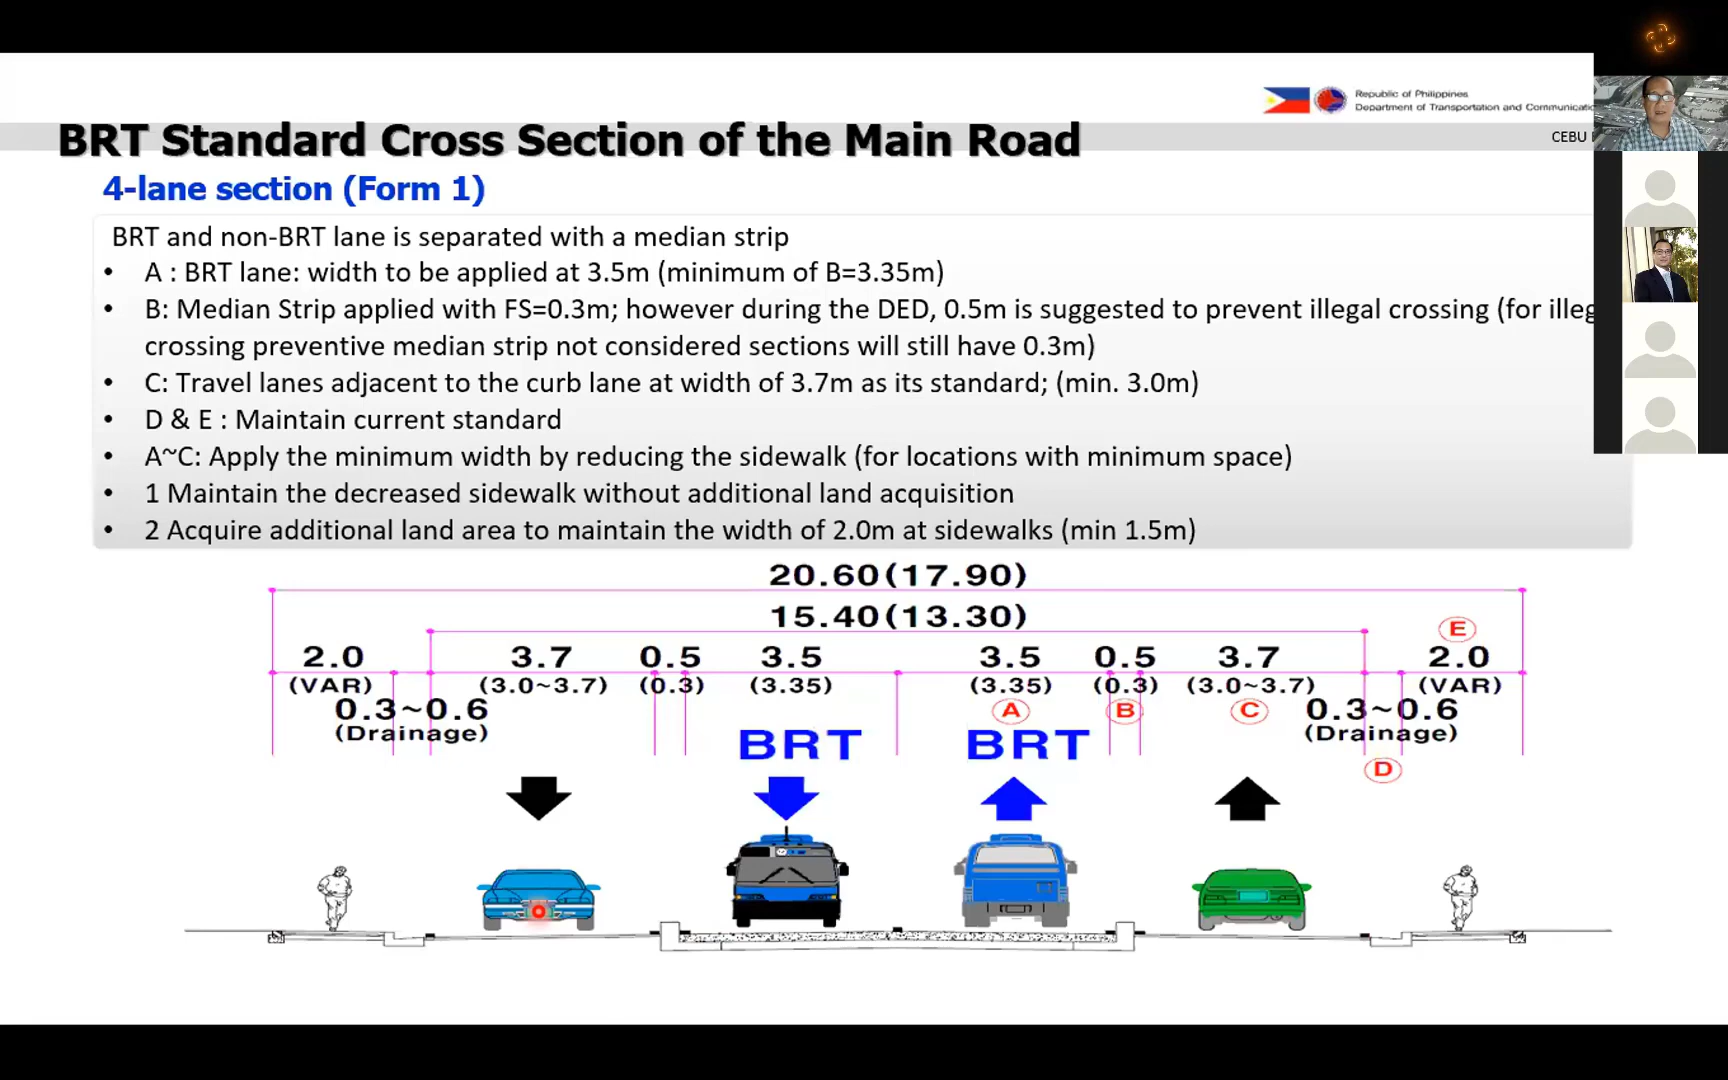 Republic of Philippines
Department of Transportation and Communicatio
BRT Standard Cross Section of the Main Road
CEBU
4-lane section (Form 1)
BRT and non-BRT lane is separated with a median strip
• A : BRT lane: width to be applied at 3.5m (minimum of B=3.35m)
• B: Median Strip applied with FS=0.3m; however during the DED, 0.5m is suggested to prevent illegal crossing (for illeg
crossing preventive median strip not considered sections will still have 0.3m)
• C: Travel lanes adjacent to the curb lane at width of 3.7m as its standard; (min. 3.0m)
• D & E : Maintain current standard
• A~C: Apply the minimum width by reducing the sidewalk (for locations with minimum space)
• 1 Maintain the decreased sidewalk without additional land acquisition
• 2 Acquire additional land area to maintain the width of 2.0m at sidewalks (min 1.5m)
20.60(17.90)
15.40(13.30)
E
2.0 3.7 0.5 3.5 3.5 0.5 3.7 2.0
(VAR) (3.0~3.7) (0.3) (3.35) (3.35) (0.3) (3.0~3.7) (VAR)
0.3~0.6 A B C 0.3~0.6
(Drainage) (Drainage)
BRT BRT
D